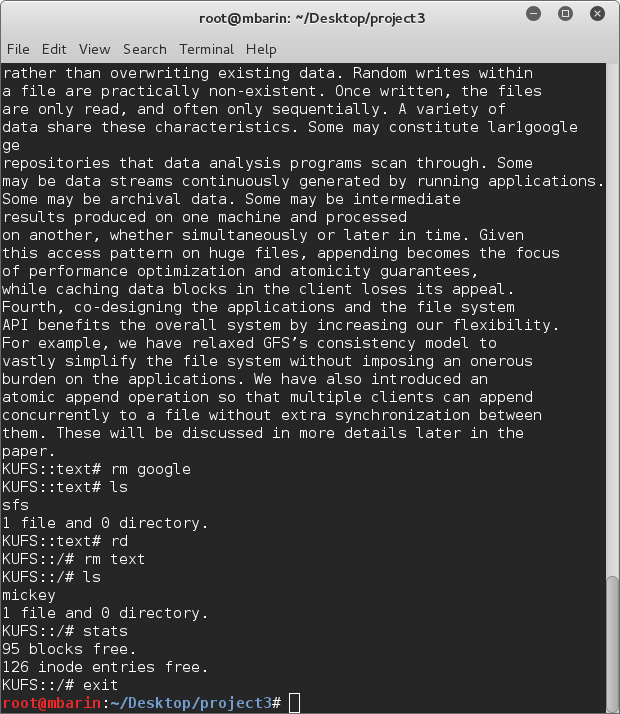 root@mbarin: ~/Desktop/project3
File Edit View Search Terminal Help
rather than overwriting existing data. Random writes within
a file are practically non-existent. Once written, the files
are only read, and often only sequentially. A variety of
data share these characteristics. Some may constitute lar1google
ge
repositories that data analysis programs scan through. Some
may be data streams continuously generated by running applications.
Some may be archival data. Some may be intermediate
results produced on one machine and processed
on another, whether simultaneously or later in time. Given
this access pattern on huge files, appending becomes the focus
of performance optimization and atomicity guarantees,
while caching data blocks in the client loses its appeal.
Fourth, co-designing the applications and the file system
API benefits the overall system by increasing our flexibility.
For example, we have relaxed GFS’s consistency model to
vastly simplify the file system without imposing an onerous
burden on the applications. We have also introduced an
atomic append operation so that multiple clients can append
concurrently to a file without extra synchronization between
them. These will be discussed in more details later in the
paper.
KUFS::text# rm google
KUFS::text# ls
sfs
1 file and 0 directory.
KUFS::text# rd
KUFS::/# rm text
KUFS::/# ls
mickey
1 file and 0 directory.
KUFS::/# stats
95 blocks free.
126 inode entries free.
KUFS::/# exit
root@mbarin:~/Desktop/project3#